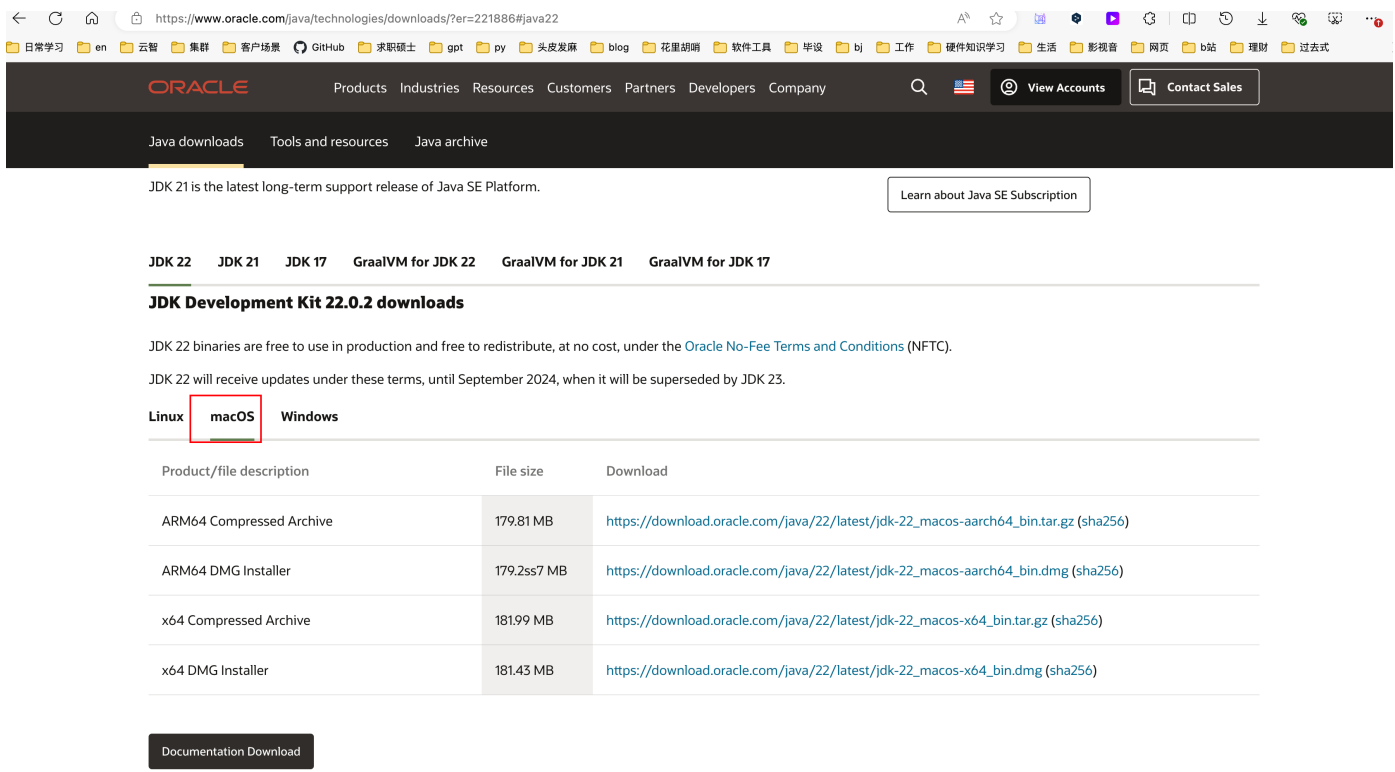 https://www.oracle.com/java/technologies/downloads/?er=221886#java22
日常学习 en 云智 集群 客户场景 GitHub 求职硕士 gpt py 头皮发麻 blog 花里胡哨 软件工具 毕设 bj 工作 硬件知识学习 生活 影视音 网页 b站 理财 过去式
ORACLE Products Industries Resources Customers Partners Developers Company View Accounts Contact Sales
Java downloads Tools and resources Java archive
JDK 21 is the latest long-term support release of Java SE Platform.
Learn about Java SE Subscription
JDK 22 JDK 21 JDK 17 GraalVM for JDK 22 GraalVM for JDK 21 GraalVM for JDK 17
JDK Development Kit 22.0.2 downloads
JDK 22 binaries are free to use in production and free to redistribute, at no cost, under the Oracle No-Fee Terms and Conditions (NFTC).
JDK 22 will receive updates under these terms, until September 2024, when it will be superseded by JDK 23.
Linux macOS Windows
Product/file description File size Download
ARM64 Compressed Archive 179.81 MB https://download.oracle.com/java/22/latest/jdk-22_macos-aarch64_bin.tar.gz (sha256)
ARM64 DMG Installer 179.2ss7 MB https://download.oracle.com/java/22/latest/jdk-22_macos-aarch64_bin.dmg (sha256)
x64 Compressed Archive 181.99 MB https://download.oracle.com/java/22/latest/jdk-22_macos-x64_bin.tar.gz (sha256)
x64 DMG Installer 181.43 MB https://download.oracle.com/java/22/latest/jdk-22_macos-x64_bin.dmg (sha256)
Documentation Download